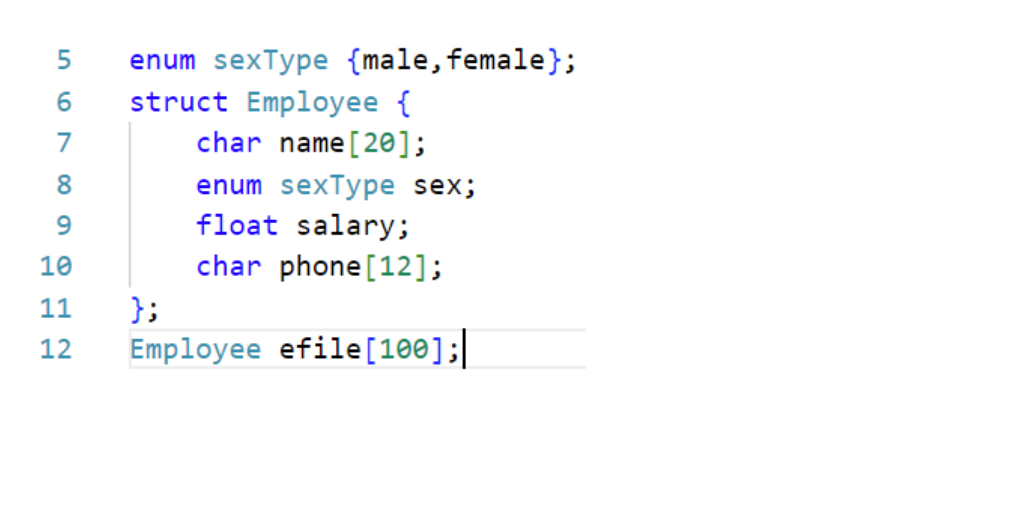 5 enum sexType {male,female};
6 struct Employee {
7 char name[20];
8 enum sexType sex;
9 float salary;
10 char phone[12];
11 };
12 Employee efile[100];